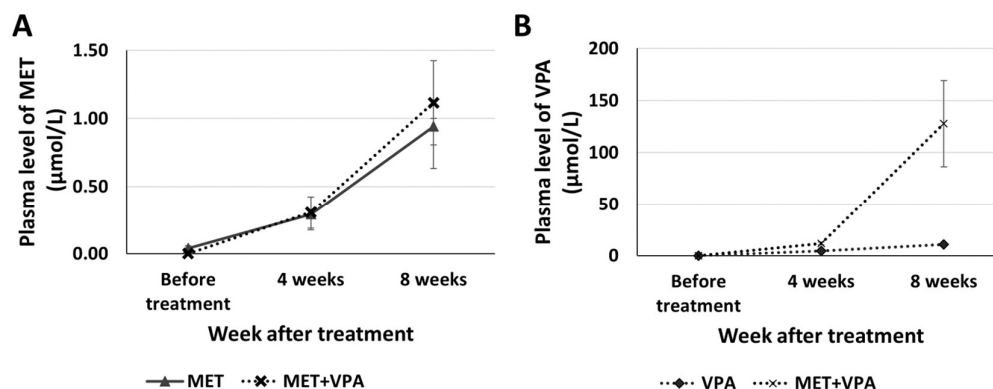 A
Plasma level of MET
(µmol/L)
1.50
1.00
0.50
0.00
Before
treatment
4 weeks
8 weeks
Week after treatment
MET
MET+VPA
B
Plasma level of VPA
(µmol/L)
200
150
100
50
0
Before
treatment
4 weeks
8 weeks
Week after treatment
VPA
MET+VPA